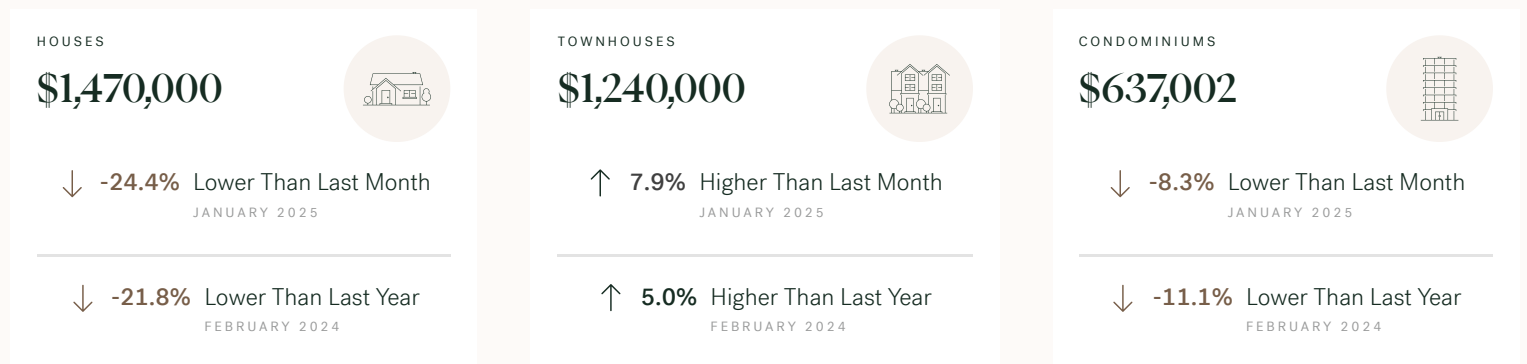 HOUSES
$1,470,000
-24.4% Lower Than Last Month
JANUARY 2025
-21.8% Lower Than Last Year
FEBRUARY 2024
TOWNHOUSES
$1,240,000
7.9% Higher Than Last Month
JANUARY 2025
5.0% Higher Than Last Year
FEBRUARY 2024
CONDOMINIUMS
$637,002
-8.3% Lower Than Last Month
JANUARY 2025
-11.1% Lower Than Last Year
FEBRUARY 2024